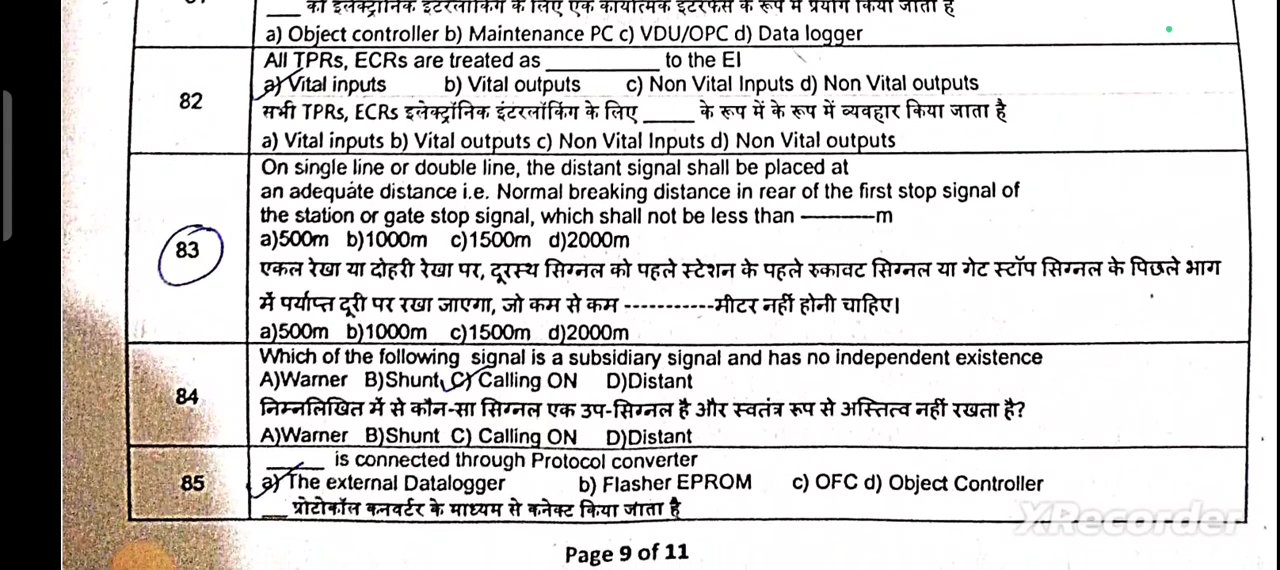 ___ को इलेक्ट्रॉनिक इंटरलॉकिंग के लिए एक कार्यात्मक इंटरफेस के रूप में प्रयोग किया जाता है
a) Object controller b) Maintenance PC c) VDU/OPC d) Data logger
82
All TPRs, ECRs are treated as __________ to the EI
a) Vital inputs b) Vital outputs c) Non Vital Inputs d) Non Vital outputs
सभी TPRs, ECRs इलेक्ट्रॉनिक इंटरलॉकिंग के लिए _____ के रूप में के रूप में व्यवहार किया जाता है
a) Vital inputs b) Vital outputs c) Non Vital Inputs d) Non Vital outputs
83
On single line or double line, the distant signal shall be placed at
an adequate distance i.e. Normal breaking distance in rear of the first stop signal of
the station or gate stop signal, which shall not be less than ———–m
a)500m b)1000m c)1500m d)2000m
एकल रेखा या दोहरी रेखा पर, दूरस्थ सिग्नल को पहले स्टेशन के पहले रुकावट सिग्नल या गेट स्टॉप सिग्नल के पिछले भाग
में पर्याप्त दूरी पर रखा जाएगा, जो कम से कम -----------मीटर नहीं होनी चाहिए।
a)500m b)1000m c)1500m d)2000m
84
Which of the following signal is a subsidiary signal and has no independent existence
A)Warner B)Shunt C) Calling ON D)Distant
निम्नलिखित में से कौन-सा सिग्नल एक उप-सिग्नल है और स्वतंत्र रूप से अस्तित्व नहीं रखता है?
A)Warner B)Shunt C) Calling ON D)Distant
85
______ is connected through Protocol converter
a) The external Datalogger b) Flasher EPROM c) OFC d) Object Controller
___ प्रोटोकॉल कनवर्टर के माध्यम से कनेक्ट किया जाता है
XRecorder
Page 9 of 11